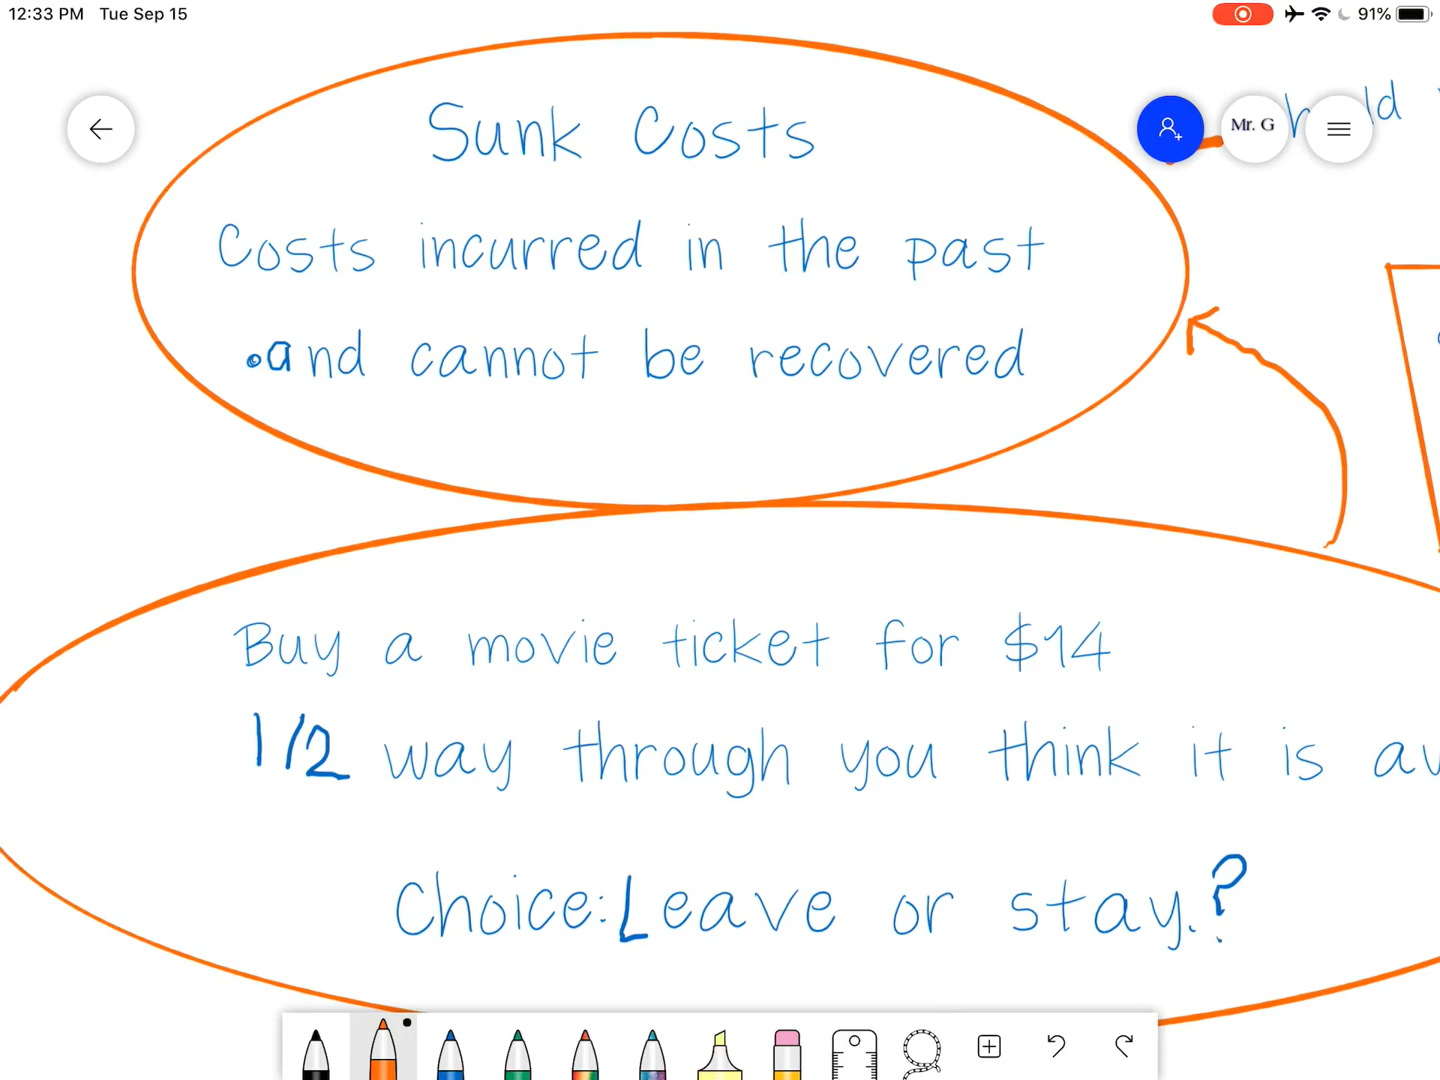 12:33 PM Tue Sep 15
91%
Sunk Costs
Mr. G
Costs incurred in the past
•and cannot be recovered
Buy a movie ticket for $14
1/2 way through you think it is
Choice:Leave or stay.?